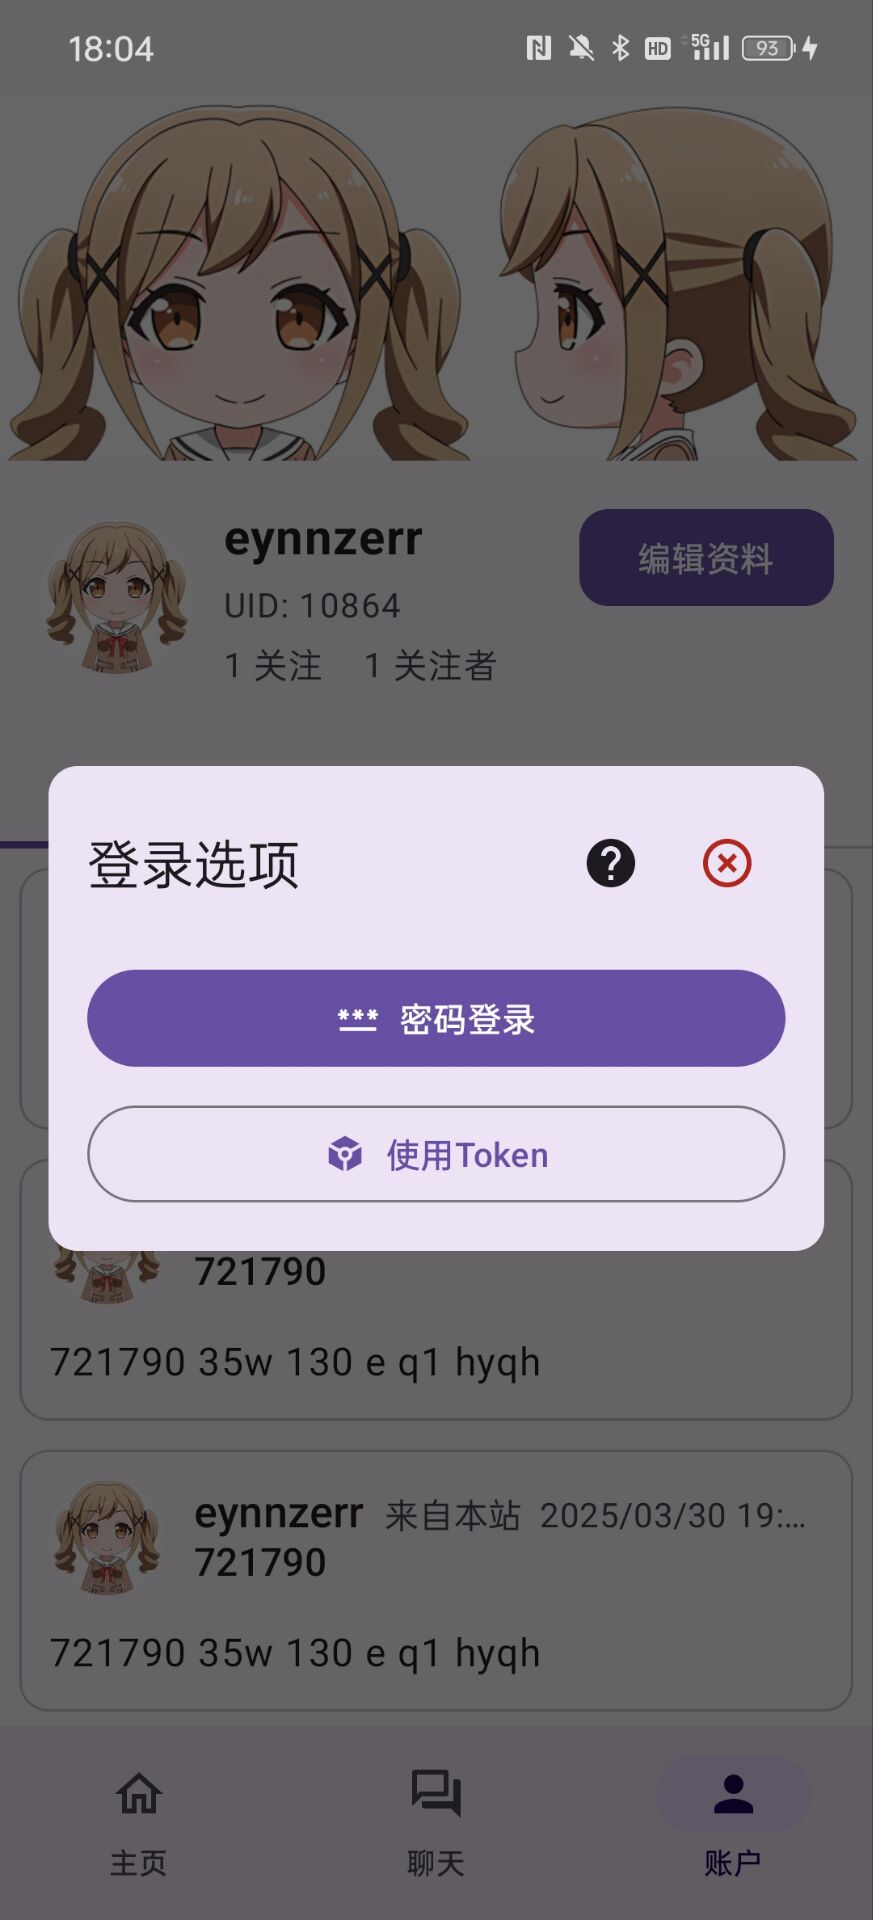 18:04
HD 5G 93
eynnzerr
编辑资料
UID: 10864
1 关注 1 关注者
登录选项
密码登录
使用Token
721790
721790 35w 130 e q1 hyqh
eynnzerr 来自本站 2025/03/30 19:...
721790
721790 35w 130 e q1 hyqh
主页 聊天 账户